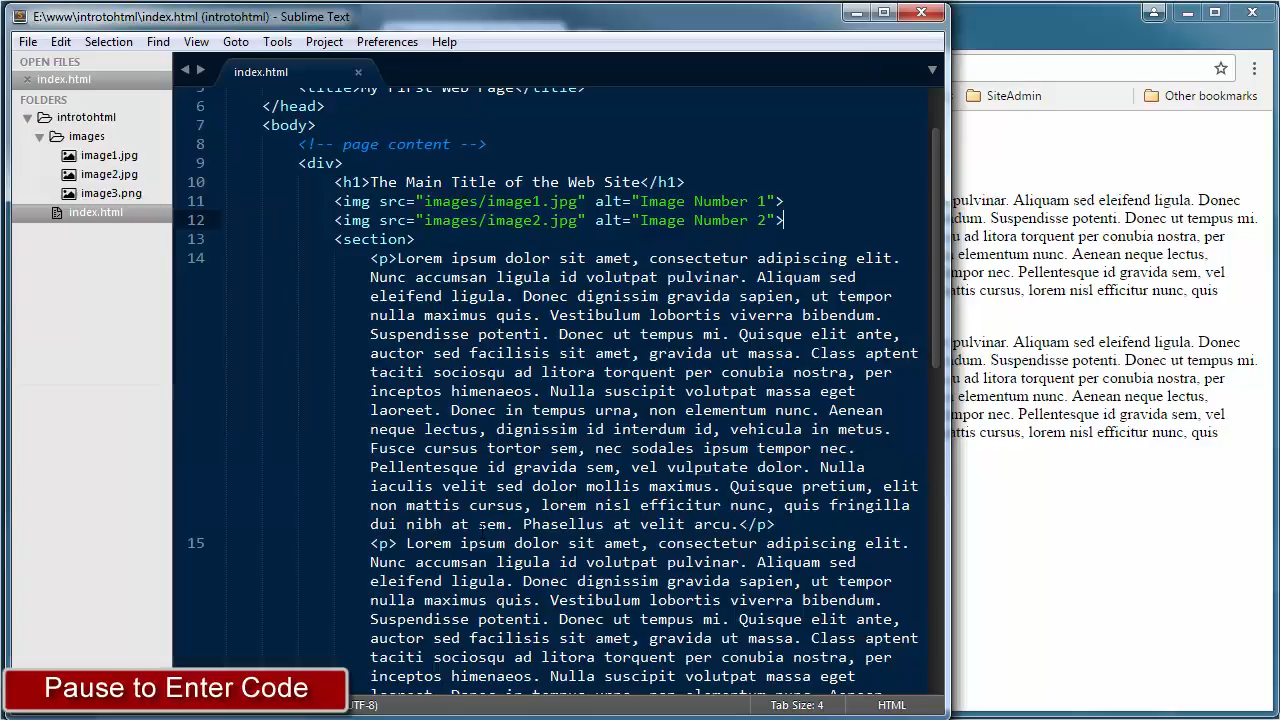 E:\www\introtohtml\index.html (introtohtml) - Sublime Text
File Edit Selection Find View Goto Tools Project Preferences Help
OPEN FILES
index.html
FOLDERS
introtohtml
images
image1.jpg
image2.jpg
image3.png
index.html
index.html
5 <title>My First Web Page</title>
6 </head>
7 <body>
8 <!-- page content -->
9 <div>
10 <h1>The Main Title of the Web Site</h1>
11 <img src="images/image1.jpg" alt="Image Number 1">
12 <img src="images/image2.jpg" alt="Image Number 2">
13 <section>
14 <p>Lorem ipsum dolor sit amet, consectetur adipiscing elit.
Nunc accumsan ligula id volutpat pulvinar. Aliquam sed
eleifend ligula. Donec dignissim gravida sapien, ut tempor
nulla maximus quis. Vestibulum lobortis viverra bibendum.
Suspendisse potenti. Donec ut tempus mi. Quisque elit ante,
auctor sed facilisis sit amet, gravida ut massa. Class aptent
taciti sociosqu ad litora torquent per conubia nostra, per
inceptos himenaeos. Nulla suscipit volutpat massa eget
laoreet. Donec in tempus urna, non elementum nunc. Aenean
neque lectus, dignissim id interdum id, vehicula in metus.
Fusce cursus tortor sem, nec sodales ipsum tempor nec.
Pellentesque id gravida sem, vel vulputate dolor. Nulla
iaculis velit sed dolor mollis maximus. Quisque pretium, elit
non mattis cursus, lorem nisl efficitur nunc, quis fringilla
dui nibh at sem. Phasellus at velit arcu.</p>
15 <p> Lorem ipsum dolor sit amet, consectetur adipiscing elit.
Nunc accumsan ligula id volutpat pulvinar. Aliquam sed
eleifend ligula. Donec dignissim gravida sapien, ut tempor
nulla maximus quis. Vestibulum lobortis viverra bibendum.
Suspendisse potenti. Donec ut tempus mi. Quisque elit ante,
auctor sed facilisis sit amet, gravida ut massa. Class aptent
taciti sociosqu ad litora torquent per conubia nostra, per
inceptos himenaeos. Nulla suscipit volutpat massa eget
Pause to Enter Code
UTF-8) Tab Size: 4 HTML
SiteAdmin Other bookmarks
pulvinar. Aliquam sed eleifend ligula. Donec
dum. Suspendisse potenti. Donec ut tempus mi.
u ad litora torquent per conubia nostra, per
elementum nunc. Aenean neque lectus,
mpor nec. Pellentesque id gravida sem, vel
attis cursus, lorem nisl efficitur nunc, quis
pulvinar. Aliquam sed eleifend ligula. Donec
dum. Suspendisse potenti. Donec ut tempus mi.
u ad litora torquent per conubia nostra, per
elementum nunc. Aenean neque lectus,
mpor nec. Pellentesque id gravida sem, vel
attis cursus, lorem nisl efficitur nunc, quis